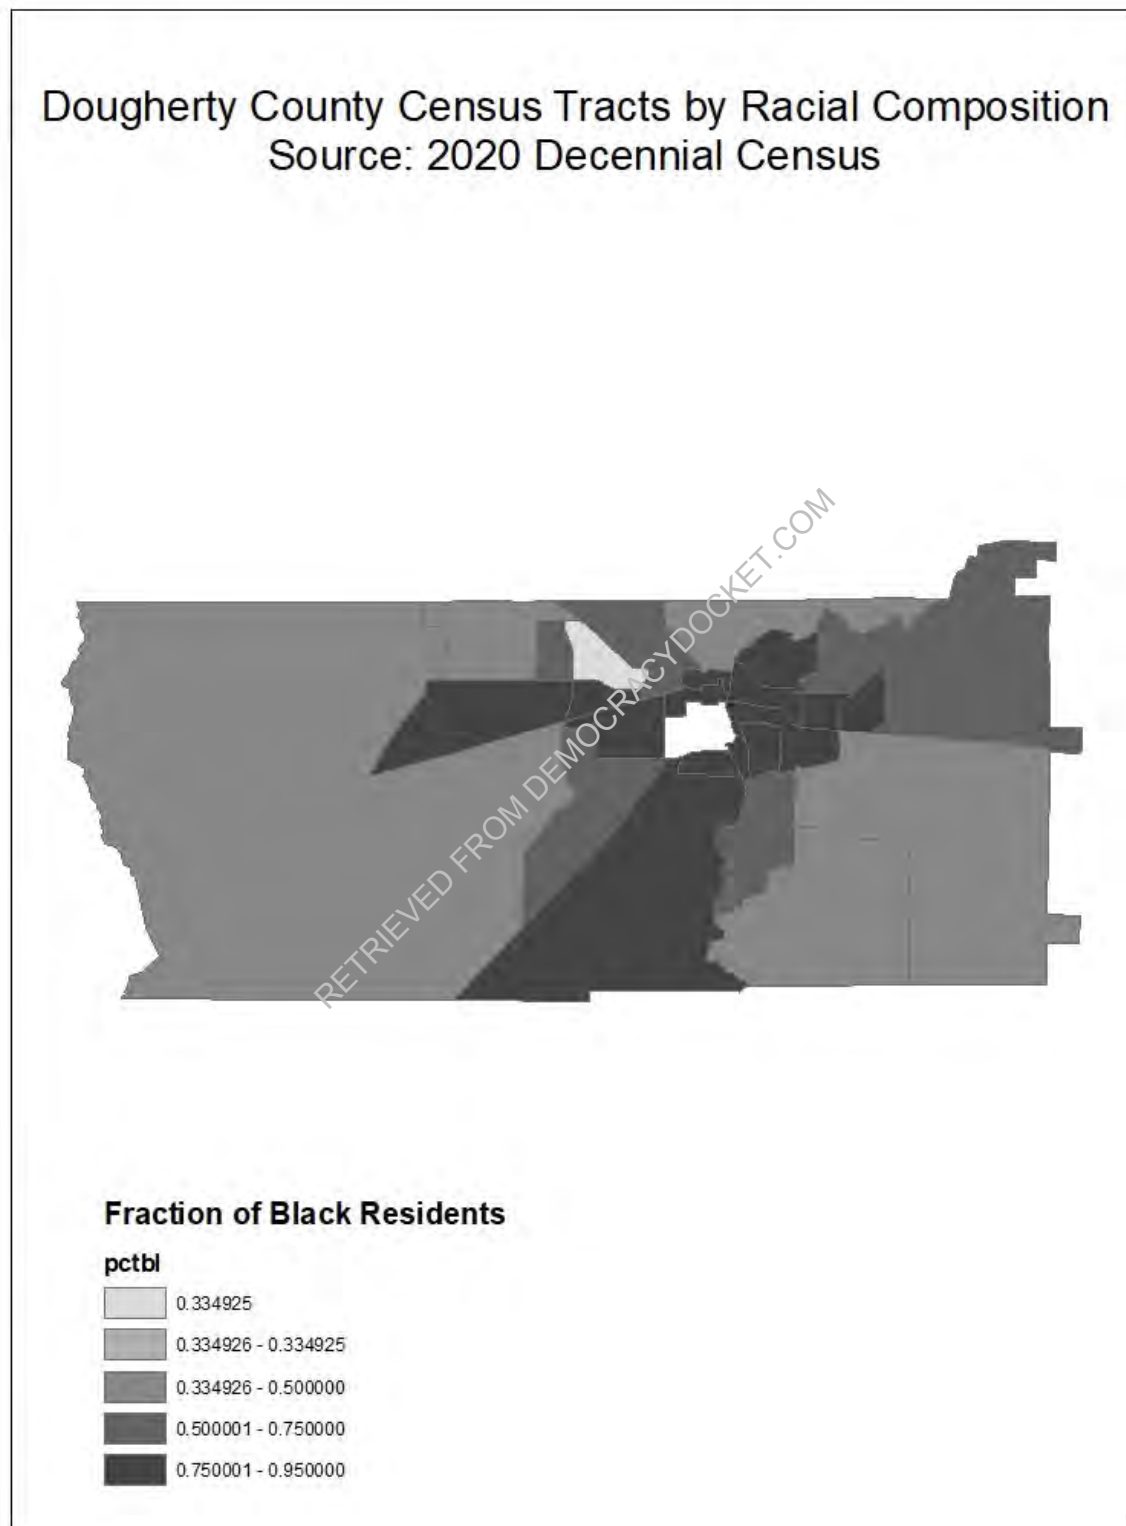 Dougherty County Census Tracts by Racial Composition
Source: 2020 Decennial Census
RETRIEVED FROM DEMOCRACYDOCKET.COM
Fraction of Black Residents
pctbl
0.334925
0.334926 - 0.334925
0.334926 - 0.500000
0.500001 - 0.750000
0.750001 - 0.950000